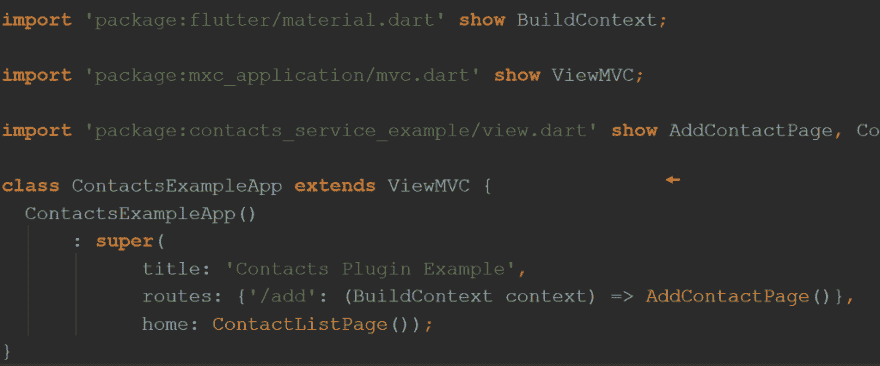 import 'package:flutter/material.dart' show BuildContext;
import 'package:mxc_application/mvc.dart' show ViewMVC;
import 'package:contacts_service_example/view.dart' show AddContactPage, Co
class ContactsExampleApp extends ViewMVC {
ContactsExampleApp()
: super(
title: 'Contacts Plugin Example',
routes: {'/add': (BuildContext context) => AddContactPage()},
home: ContactListPage());
}